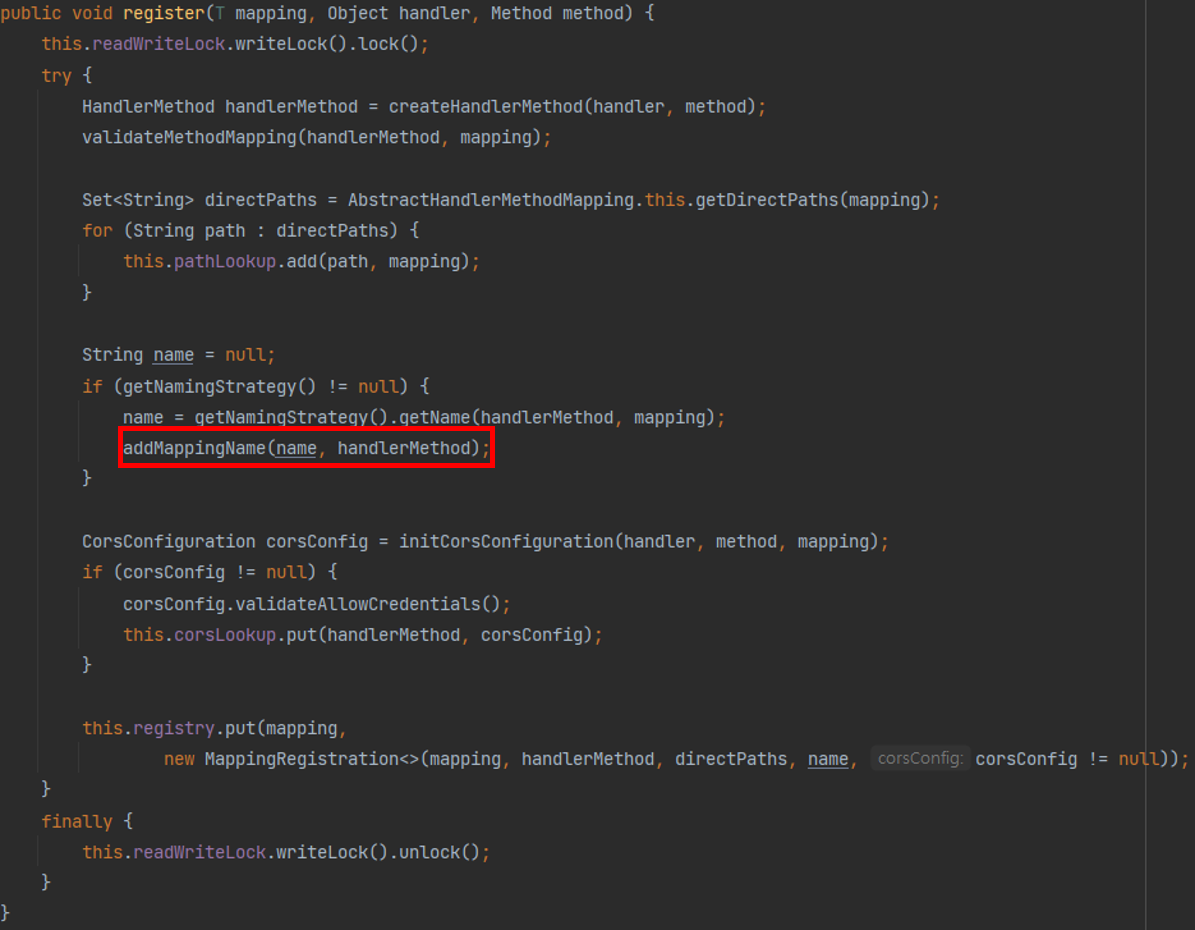 public void register(T mapping, Object handler, Method method) {
    this.readWriteLock.writeLock().lock();
    try {
        HandlerMethod handlerMethod = createHandlerMethod(handler, method);
        validateMethodMapping(handlerMethod, mapping);

        Set<String> directPaths = AbstractHandlerMethodMapping.this.getDirectPaths(mapping);
        for (String path : directPaths) {
            this.pathLookup.add(path, mapping);
        }

        String name = null;
        if (getNamingStrategy() != null) {
            name = getNamingStrategy().getName(handlerMethod, mapping);
            addMappingName(name, handlerMethod);
        }

        CorsConfiguration corsConfig = initCorsConfiguration(handler, method, mapping);
        if (corsConfig != null) {
            corsConfig.validateAllowCredentials();
            this.corsLookup.put(handlerMethod, corsConfig);
        }

        this.registry.put(mapping,
                new MappingRegistration<>(mapping, handlerMethod, directPaths, name, corsConfig: corsConfig != null));
    }
    finally {
        this.readWriteLock.writeLock().unlock();
    }
}